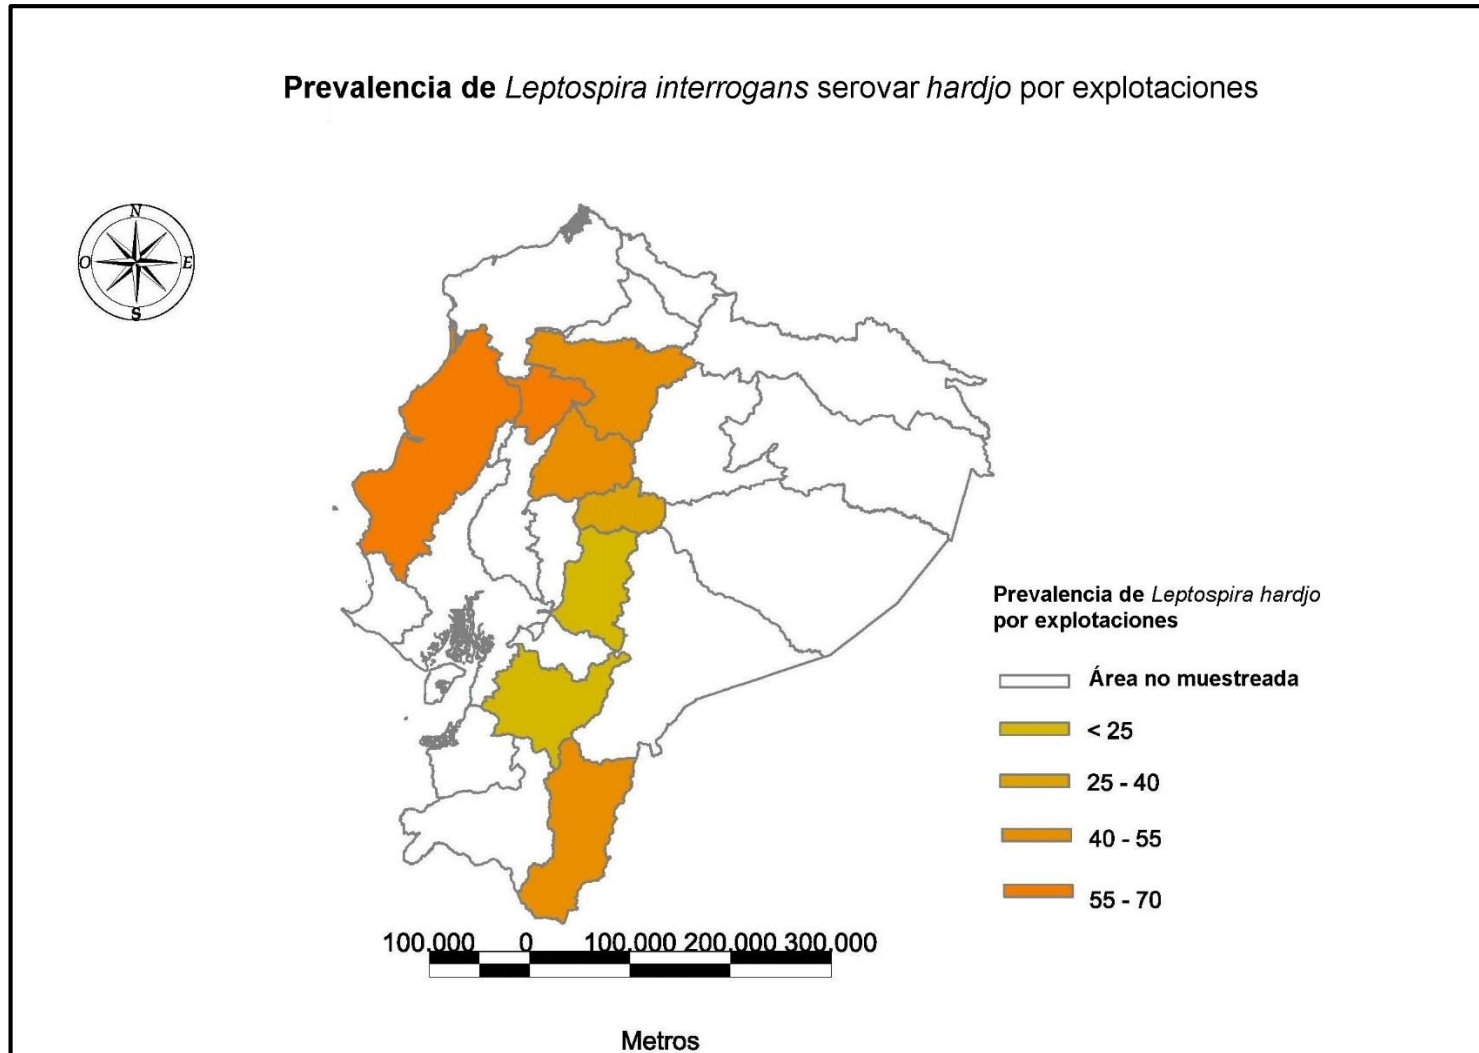 Prevalencia de Leptospira interrogans serovar hardjo por explotaciones
N
O
E
S
Prevalencia de Leptospira hardjo
por explotaciones
Área no muestreada
< 25
25 - 40
40 - 55
55 - 70
100,000 0 100,000 200,000 300,000
Metros